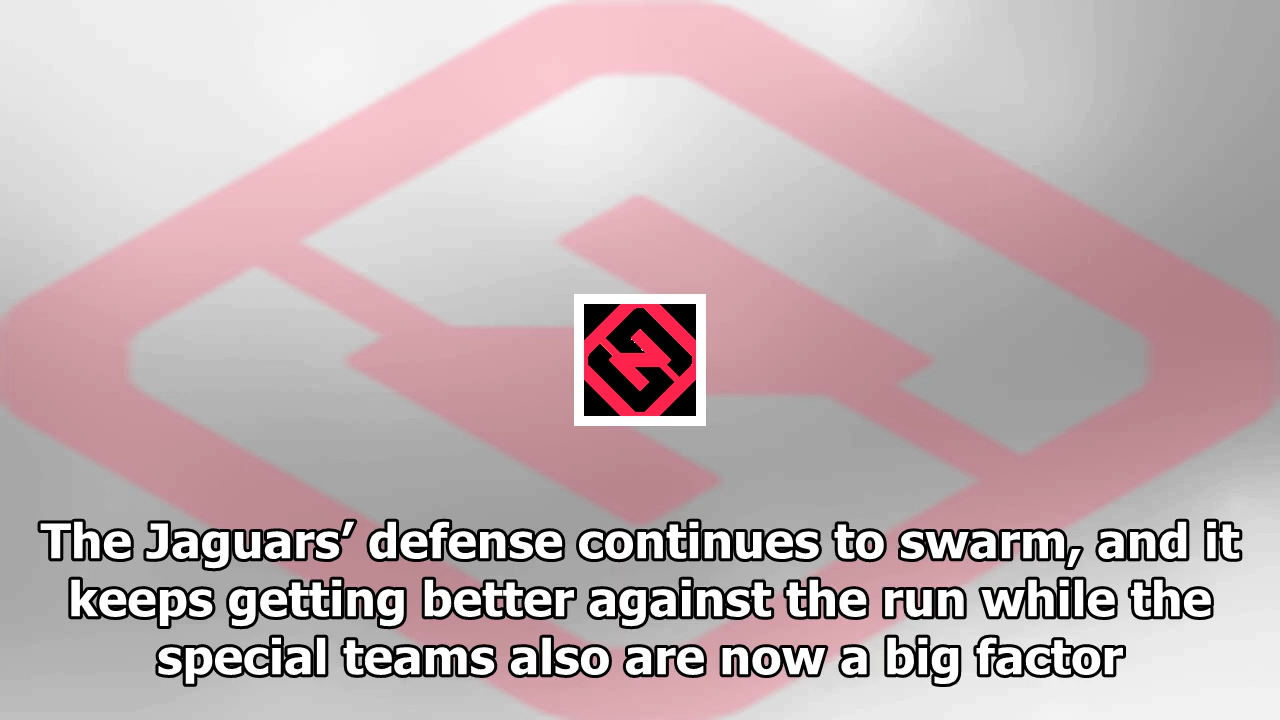 The Jaguars’ defense continues to swarm, and it
keeps getting better against the run while the
special teams also are now a big factor